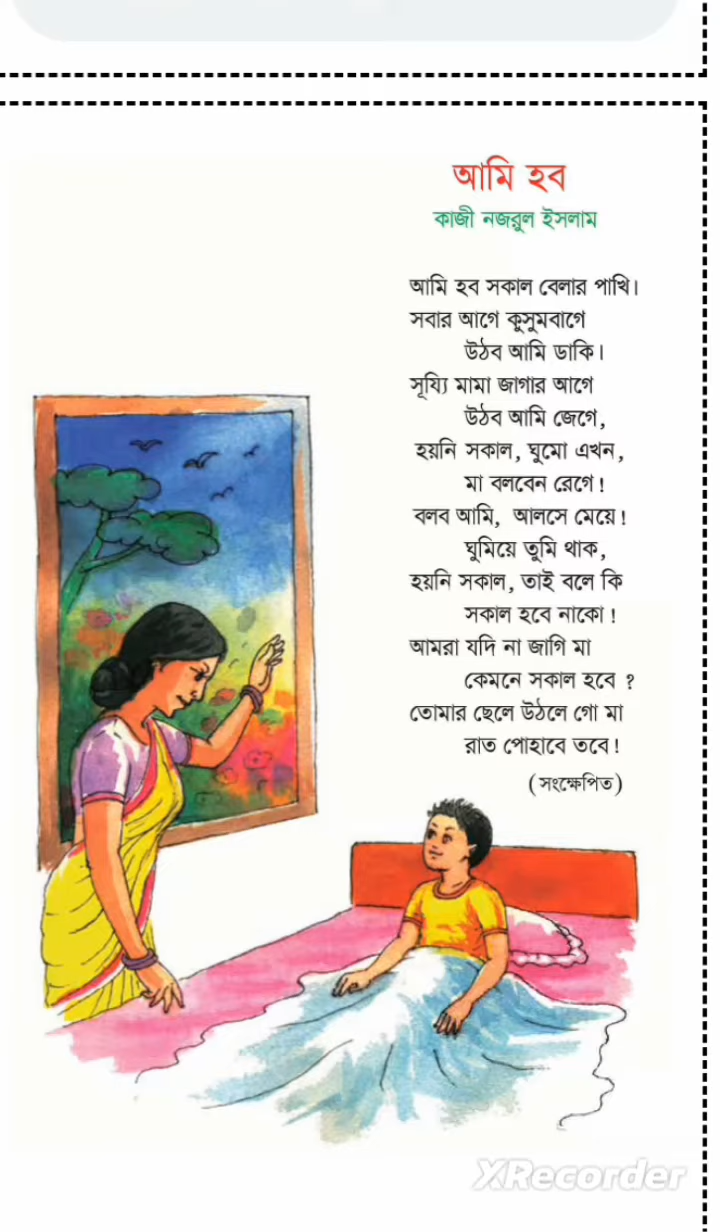 আমি হব
কাজী নজরুল ইসলাম
আমি হব সকাল বেলার পাখি।
সবার আগে কুসুমবাগে
উঠব আমি ডাকি।
সূয্যি মামা জাগার আগে
উঠব আমি জেগে,
হয়নি সকাল, ঘুমো এখন,
মা বলবেন রেগে!
বলব আমি, আলসে মেয়ে!
ঘুমিয়ে তুমি থাক,
হয়নি সকাল, তাই বলে কি
সকাল হবে নাকো!
আমরা যদি না জাগি মা
কেমনে সকাল হবে ?
তোমার ছেলে উঠলে গো মা
রাত পোহাবে তবে!
(সংক্ষেপিত)
XRecorder